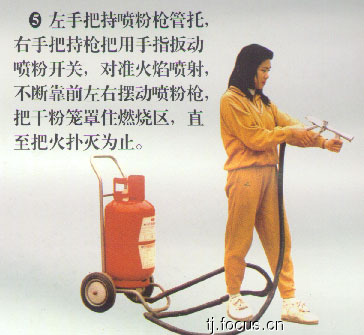 ❺ 左手把持喷粉枪管托，
右手把持枪把用手指扳动
喷粉开关，对准火焰喷射，
不断靠前左右摆动喷粉枪，
把干粉笼罩住燃烧区，直
至把火扑灭为止。
tj.focus.cn